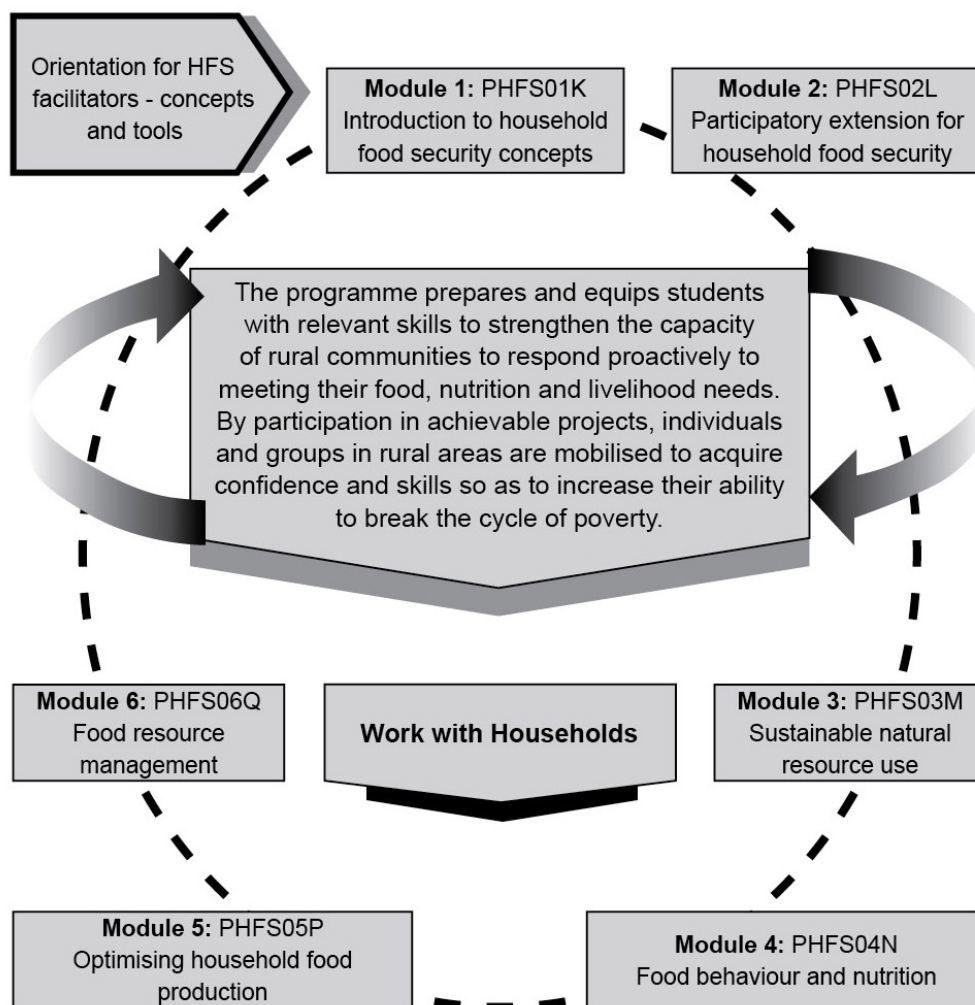 Orientation for HFS
facilitators - concepts
and tools
Module 1: PHFS01K
Introduction to household
food security concepts
Module 2: PHFS02L
Participatory extension for
household food security
The programme prepares and equips students
with relevant skills to strengthen the capacity
of rural communities to respond proactively to
meeting their food, nutrition and livelihood needs.
By participation in achievable projects, individuals
and groups in rural areas are mobilised to acquire
confidence and skills so as to increase their ability
to break the cycle of poverty.
Module 6: PHFS06Q
Food resource
management
Work with Households
Module 3: PHFS03M
Sustainable natural
resource use
Module 5: PHFS05P
Optimising household food
production
Module 4: PHFS04N
Food behaviour and nutrition